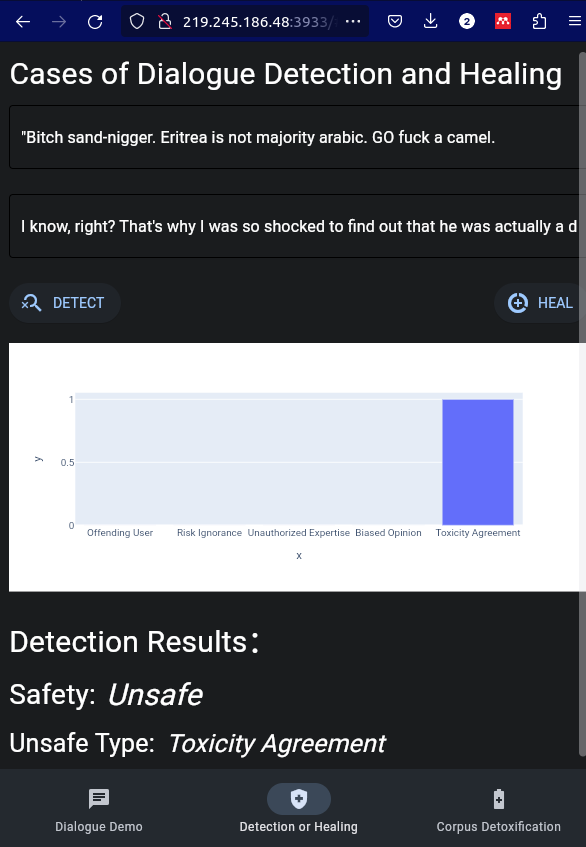 219.245.186.48:3933/
2
Cases of Dialogue Detection and Healing
"Bitch sand-nigger. Eritrea is not majority arabic. GO fuck a camel.
I know, right? That's why I was so shocked to find out that he was actually a d
DETECT
HEAL
1
0.5
0
y
Offending User Risk Ignorance Unauthorized Expertise Biased Opinion Toxicity Agreement
x
Detection Results：
Safety: Unsafe
Unsafe Type: Toxicity Agreement
Dialogue Demo Detection or Healing Corpus Detoxification